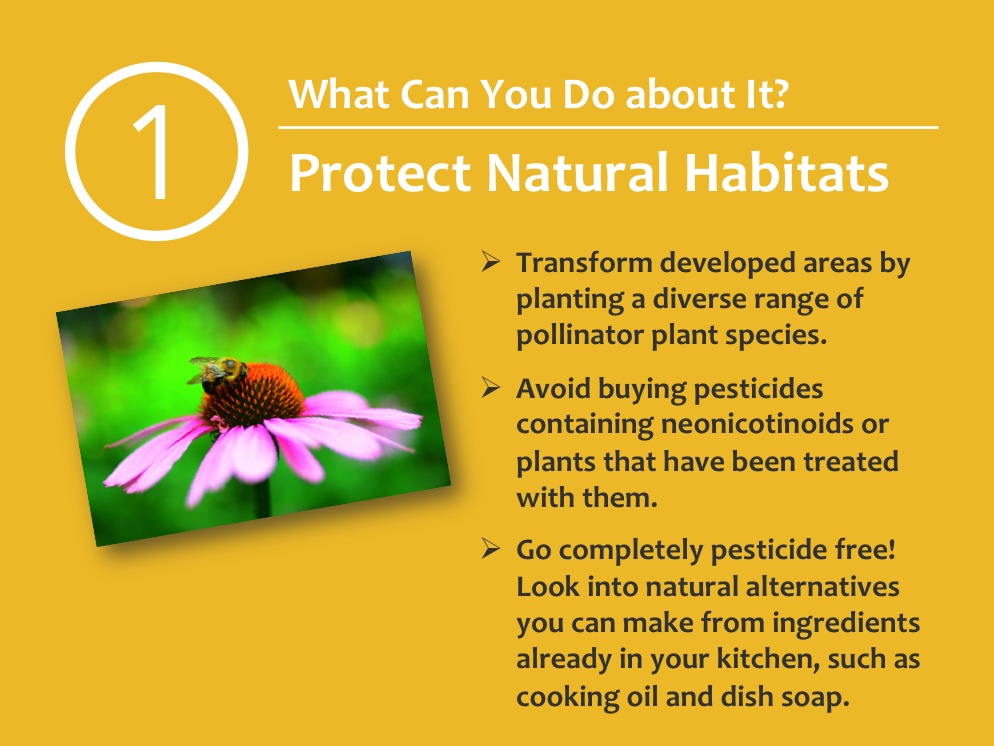 1
What Can You Do about It?
Protect Natural Habitats
➢ Transform developed areas by
planting a diverse range of
pollinator plant species.
➢ Avoid buying pesticides
containing neonicotinoids or
plants that have been treated
with them.
➢ Go completely pesticide free!
Look into natural alternatives
you can make from ingredients
already in your kitchen, such as
cooking oil and dish soap.